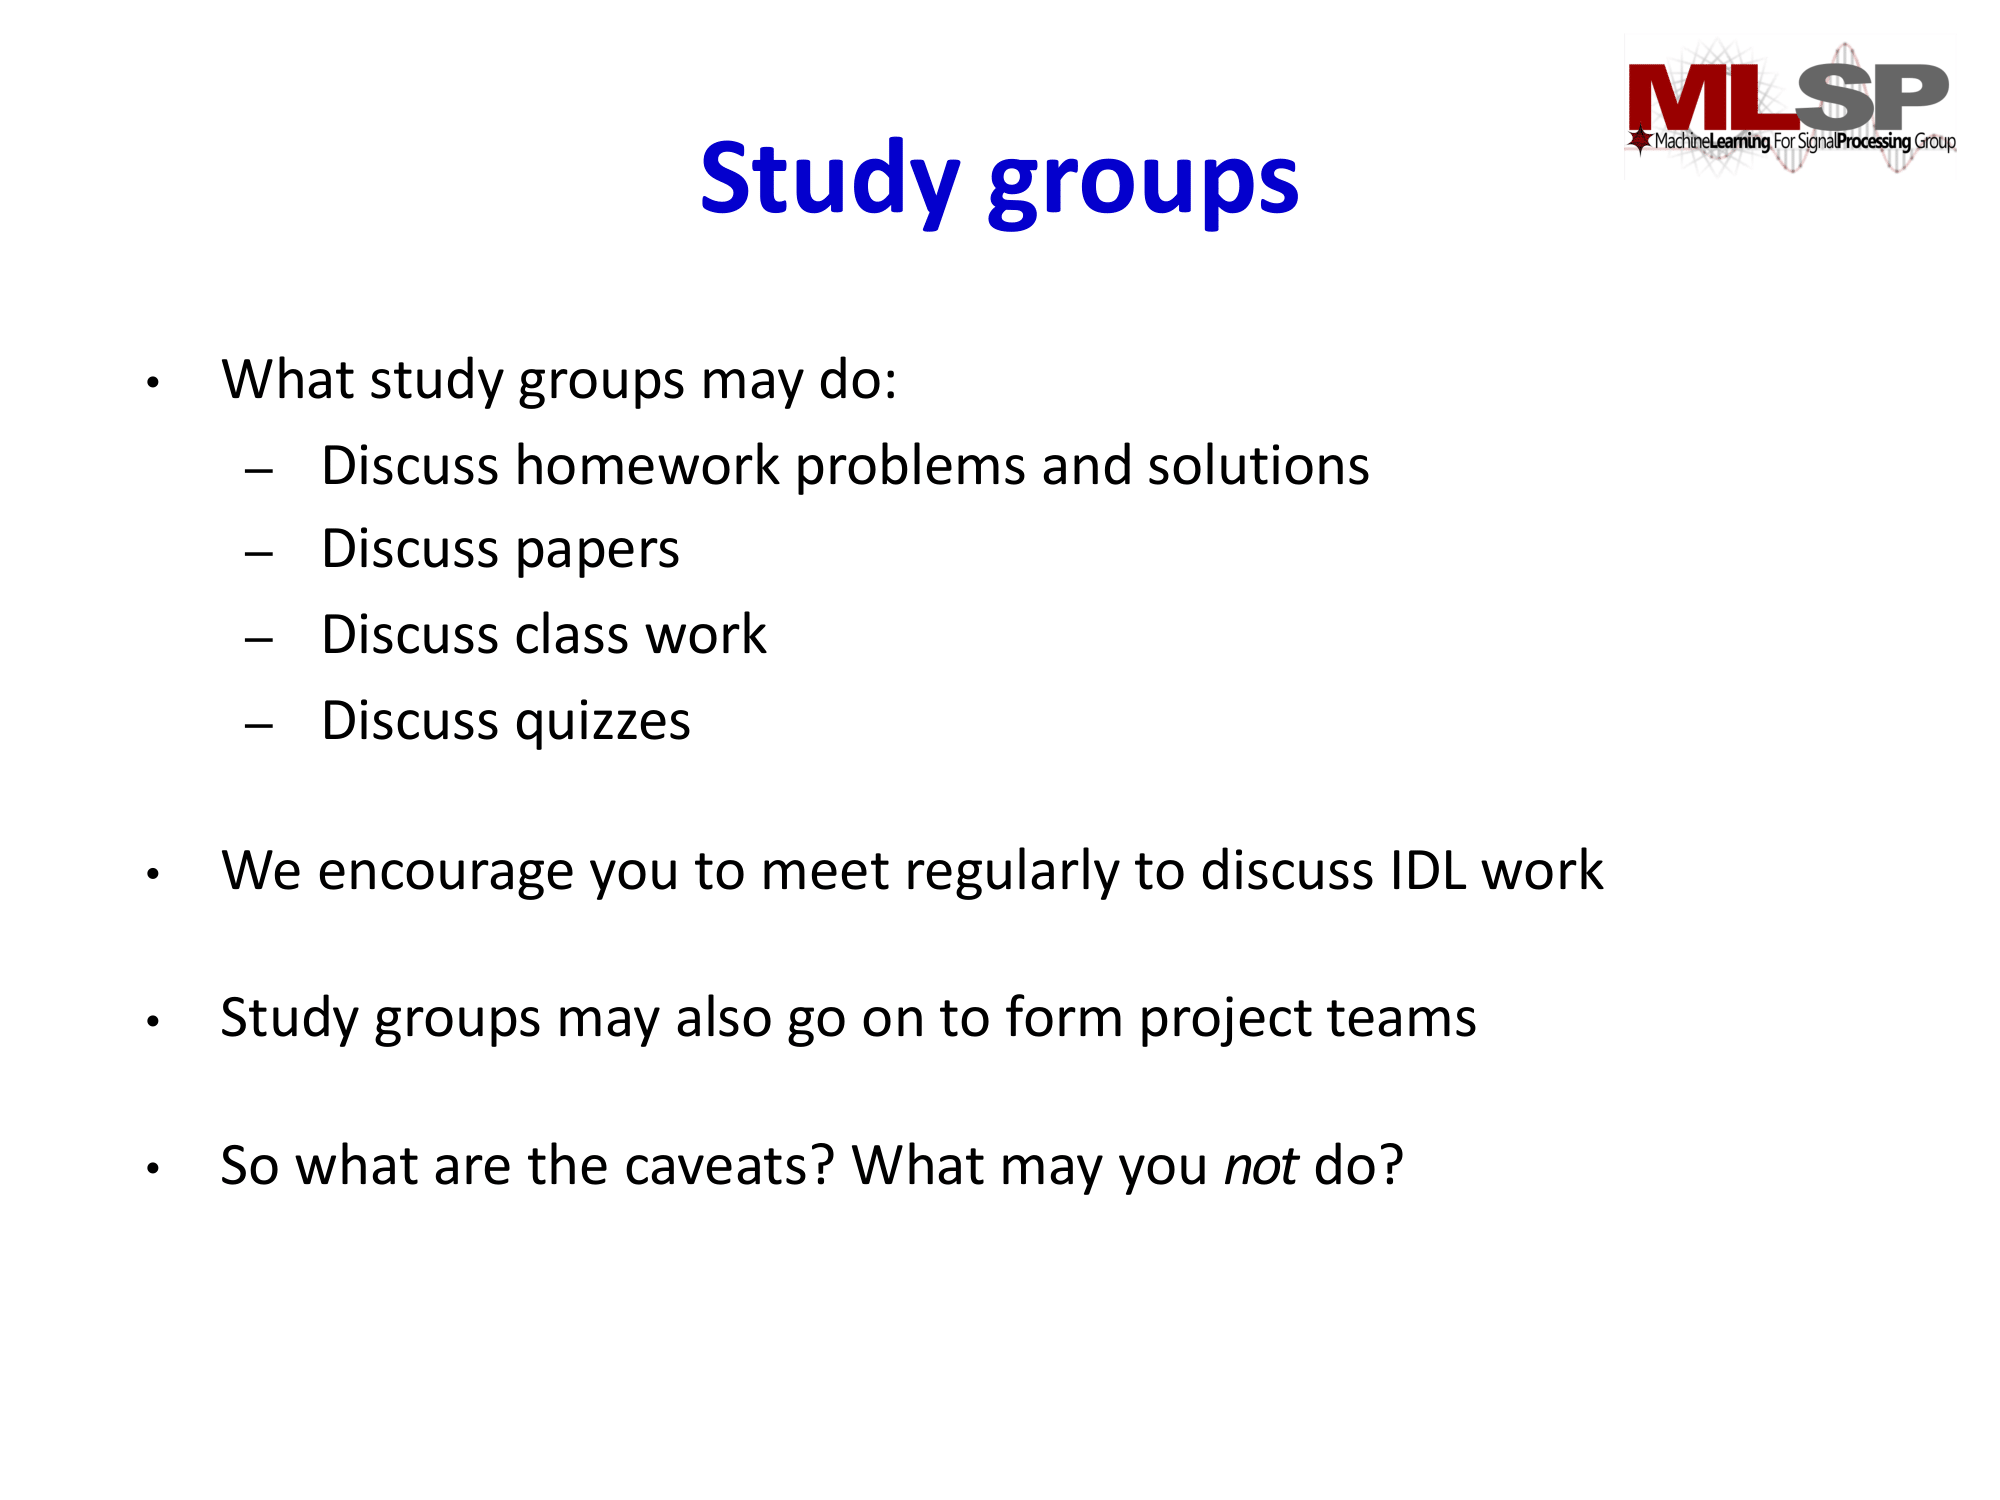 MLSP
MachineLearning For SignalProcessing Group
Study groups
• What study groups may do:
– Discuss homework problems and solutions
– Discuss papers
– Discuss class work
– Discuss quizzes
• We encourage you to meet regularly to discuss IDL work
• Study groups may also go on to form project teams
• So what are the caveats? What may you not do?